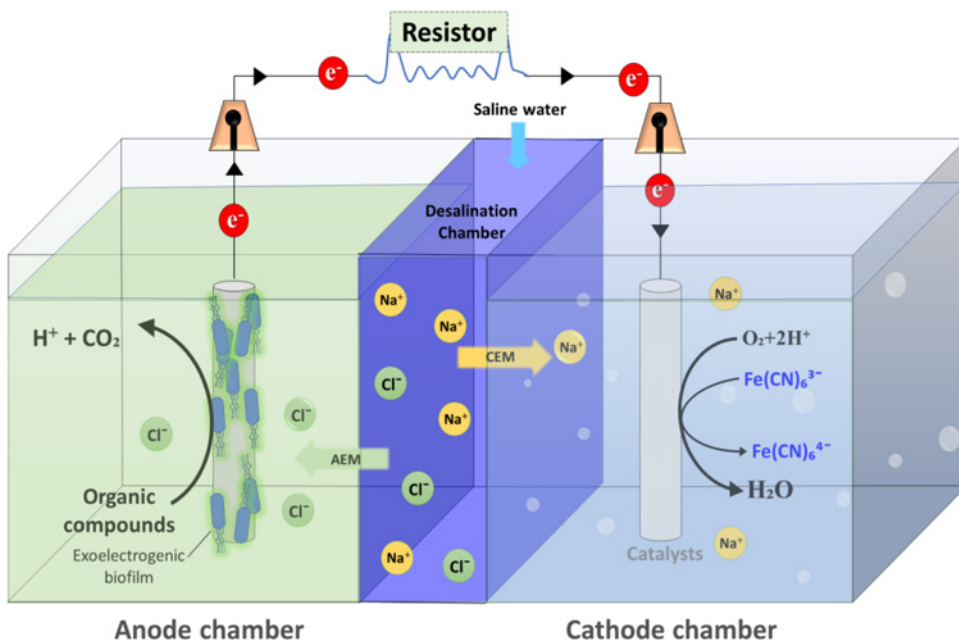 Resistor
e⁻
e⁻
Saline water
e⁻
e⁻
Desalination
Chamber
Na⁺
Na⁺
Na⁺
H⁺ + CO₂
CEM
Na⁺
O₂+2H⁺
Cl⁻
Fe(CN)₆³⁻
Cl⁻
Cl⁻
Na⁺
AEM
Fe(CN)₆⁴⁻
Cl⁻
H₂O
Organic
compounds
Cl⁻
Exoelectrogenic
biofilm
Na⁺
Cl⁻
Catalysts
Na⁺
Anode chamber
Cathode chamber